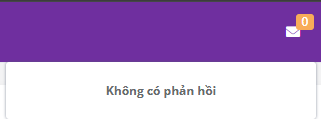 0
Không có phản hồi